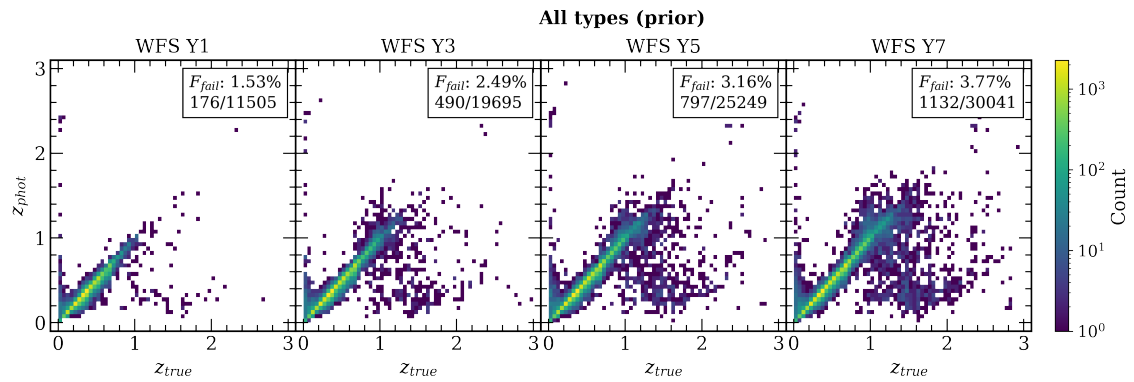 All types (prior)
WFS Y1 WFS Y3 WFS Y5 WFS Y7
F_fail: 1.53%
176/11505
F_fail: 2.49%
490/19695
F_fail: 3.16%
797/25249
F_fail: 3.77%
1132/30041
3
2
1
0
z_phot
0 1 2 3 0 1 2 3 0 1 2 3 0 1 2 3
z_true z_true z_true z_true
10^3
10^2
10^1
10^0
Count